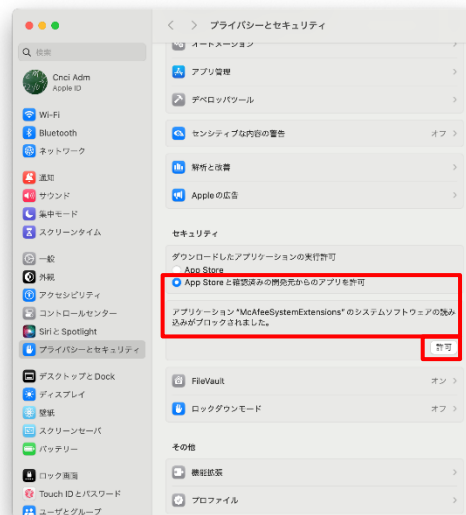 プライバシーとセキュリティ
検索
Cnci Adm
Apple ID
Wi-Fi
Bluetooth
ネットワーク
通知
サウンド
集中モード
スクリーンタイム
一般
外観
アクセシビリティ
コントロールセンター
Siri と Spotlight
プライバシーとセキュリティ
デスクトップとDock
ディスプレイ
壁紙
スクリーンセーバ
バッテリー
ロック画面
Touch ID とパスワード
ユーザとグループ
オートメーション
アプリ管理
デベロッパツール
センシティブな内容の警告
オフ
解析と改善
Apple の広告
セキュリティ
ダウンロードしたアプリケーションの実行許可
App Store
App Store と確認済みの開発元からのアプリを許可
アプリケーション“McAfeeSystemExtensions”のシステムソフトウェアの読み
込みがブロックされました。
許可
FileVault
オン
ロックダウンモード
オフ
その他
機能拡張
プロファイル